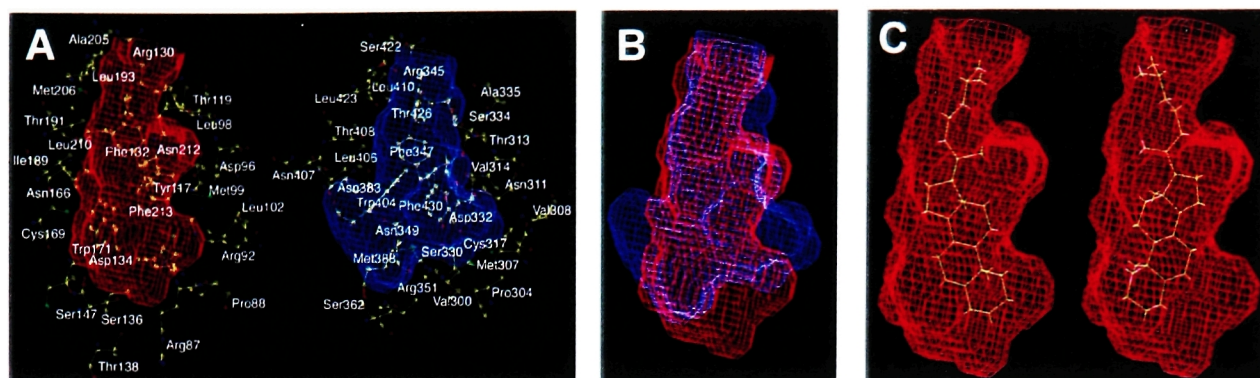 A
Ala205
Arg130
Leu193
Met206
Thr119
Leu98
Thr191
Leu210
Phe132
Asn212
Ile189
Asp96
Asn166
Tyr117
Met99
Phe213
Leu102
Cys169
Trp171
Asp134
Arg92
Pro88
Ser147
Ser136
Arg87
Thr138
Ser422
Arg345
Leu410
Ala335
Leu423
Thr426
Ser334
Thr408
Thr313
Phe347
Leu406
Val314
Asn407
Asn383
Asn311
Trp404
Phe430
Asp332
Val308
Asn349
Cys317
Ser330
Met388
Met307
Arg351
Pro304
Ser362
Val300
B
C